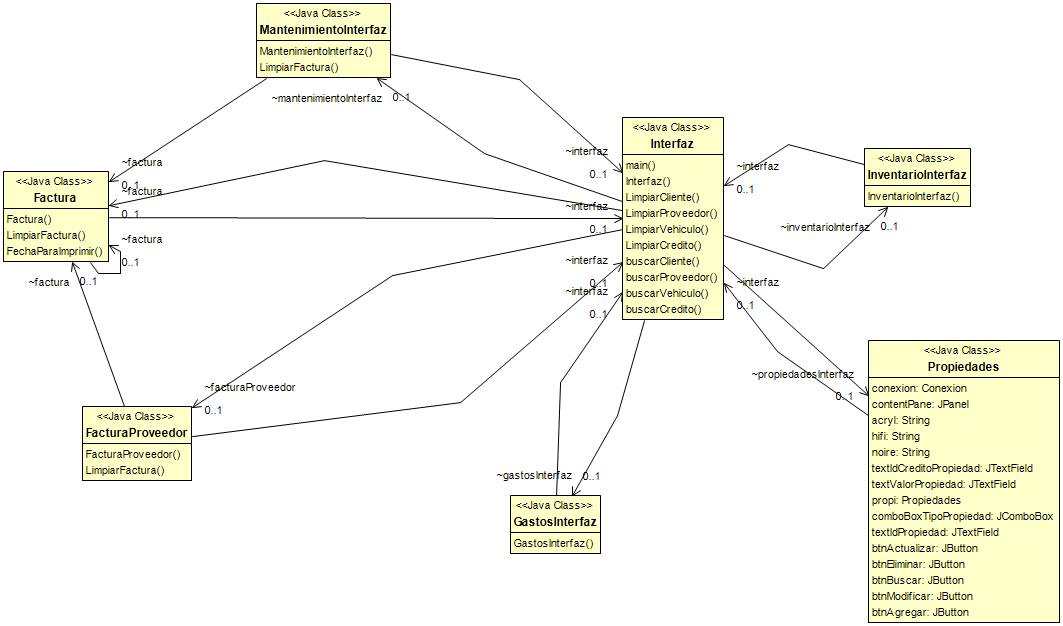 <<Java Class>>
MantenimientoInterfaz
MantenimientoInterfaz()
LimpiarFactura()
~mantenimientoInterfaz
0..1
<<Java Class>>
Interfaz
main()
Interfaz()
LimpiarCliente()
LimpiarProveedor()
LimpiarVehiculo()
LimpiarCredito()
buscarCliente()
buscarProveedor()
buscarVehiculo()
buscarCredito()
~interfaz
0..1
~interfaz
0..1
~interfaz
0..1
~interfaz
0..1
<<Java Class>>
InventarioInterfaz
InventarioInterfaz()
~interfaz
0..1
~inventarioInterfaz
0..1
<<Java Class>>
Factura
Factura()
LimpiarFactura()
FechaParaImprimir()
~factura
0..1
~factura
0..1
~factura
0..1
~factura
0..1
~interfaz
0..1
~propiedadesInterfaz
0..1
<<Java Class>>
Propiedades
conexion: Conexion
contentPane: JPanel
acryl: String
hifi: String
noire: String
textIdCreditoPropiedad: JTextField
textValorPropiedad: JTextField
propi: Propiedades
comboBoxTipoPropiedad: JComboBox
textIdPropiedad: JTextField
btnActualizar: JButton
btnEliminar: JButton
btnBuscar: JButton
btnModificar: JButton
btnAgregar: JButton
~facturaProveedor
0..1
<<Java Class>>
FacturaProveedor
FacturaProveedor()
LimpiarFactura()
~gastosInterfaz
0..1
<<Java Class>>
GastosInterfaz
GastosInterfaz()